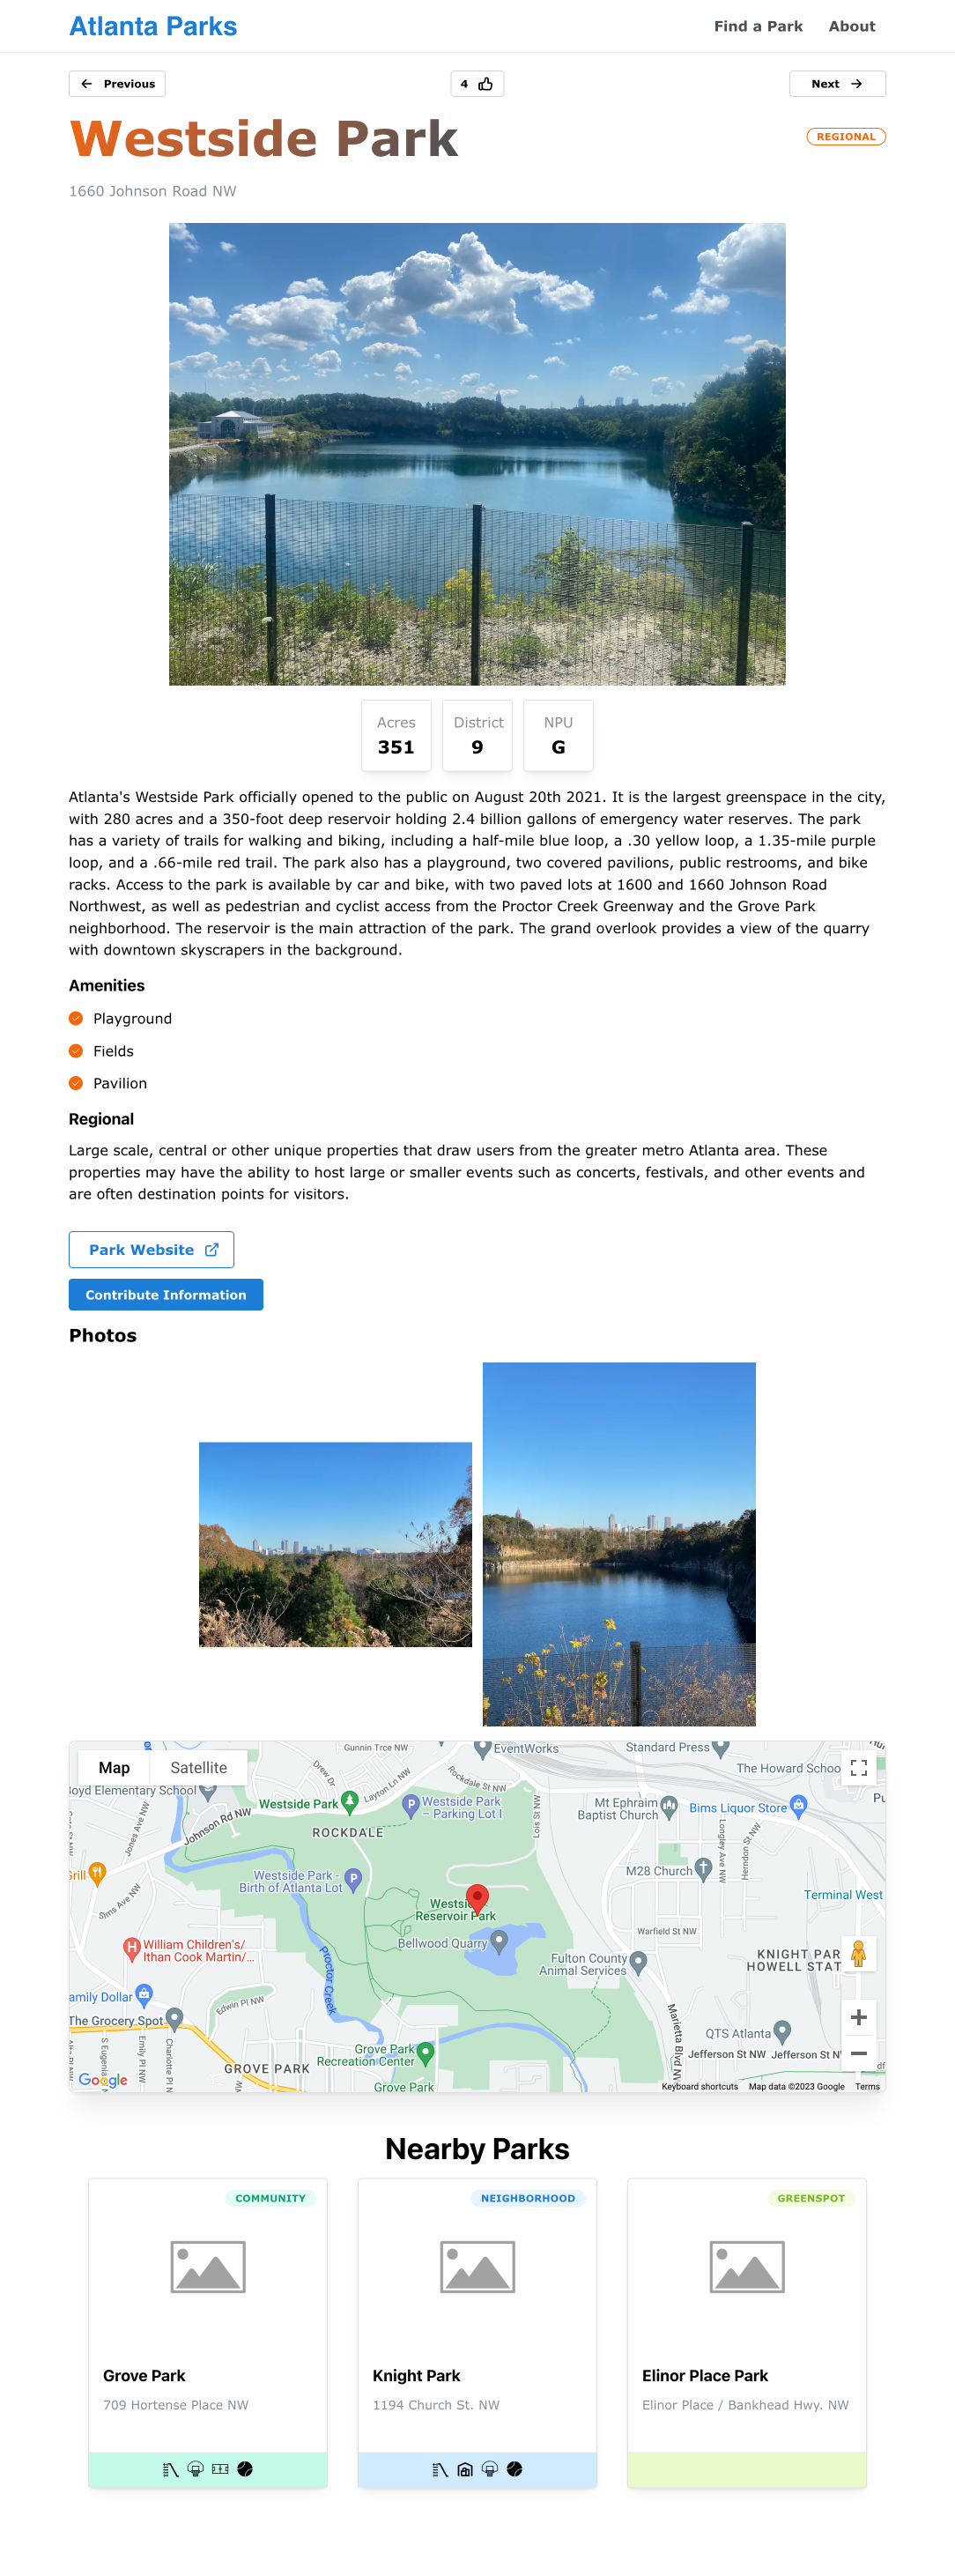 Atlanta Parks
Find a Park
About
Previous
4
Next
Westside Park
REGIONAL
1660 Johnson Road NW
Acres
351
District
9
NPU
G
Atlanta's Westside Park officially opened to the public on August 20th 2021. It is the largest greenspace in the city,
with 280 acres and a 350-foot deep reservoir holding 2.4 billion gallons of emergency water reserves. The park
has a variety of trails for walking and biking, including a half-mile blue loop, a .30 yellow loop, a 1.35-mile purple
loop, and a .66-mile red trail. The park also has a playground, two covered pavilions, public restrooms, and bike
racks. Access to the park is available by car and bike, with two paved lots at 1600 and 1660 Johnson Road
Northwest, as well as pedestrian and cyclist access from the Proctor Creek Greenway and the Grove Park
neighborhood. The reservoir is the main attraction of the park. The grand overlook provides a view of the quarry
with downtown skyscrapers in the background.
Amenities
Playground
Fields
Pavilion
Regional
Large scale, central or other unique properties that draw users from the greater metro Atlanta area. These
properties may have the ability to host large or smaller events such as concerts, festivals, and other events and
are often destination points for visitors.
Park Website
Contribute Information
Photos
Map
Satellite
Gunnin Trce NW
EventWorks
Standard Press
The Howard Schoo
Drew Dr
Layton Ln NW
Rockdale St NW
oyd Elementary School
Westside Park
Westside Park
– Parking Lot I
Mt Ephraim
Baptist Church
Bims Liquor Store
Pu
Jones Ave NW
Johnson Rd NW
ROCKDALE
Lois St NW
Longley Ave NW
Herndon St NW
Grill
Sims Ave NW
Westside Park -
Birth of Atlanta Lot
M28 Church
Terminal West
Westside
Reservoir Park
Warfield St NW
William Children's/
Ithan Cook Martin/...
Bellwood Quarry
Proctor Creek
Fulton County
Animal Services
KNIGHT PAR
HOWELL STAT
amily Dollar
The Grocery Spot
Edwin Pl NW
Marietta Blvd NW
QTS Atlanta
Jefferson St NW
Jefferson St N
S Eugenia
Emily Pl NW
Charlotte Pl N
GROVE PARK
Grove Park
Recreation Center
Grove Park
Google
Keyboard shortcuts
Map data ©2023 Google
Terms
Nearby Parks
COMMUNITY
NEIGHBORHOOD
GREENSPOT
Grove Park
709 Hortense Place NW
Knight Park
1194 Church St. NW
Elinor Place Park
Elinor Place / Bankhead Hwy. NW